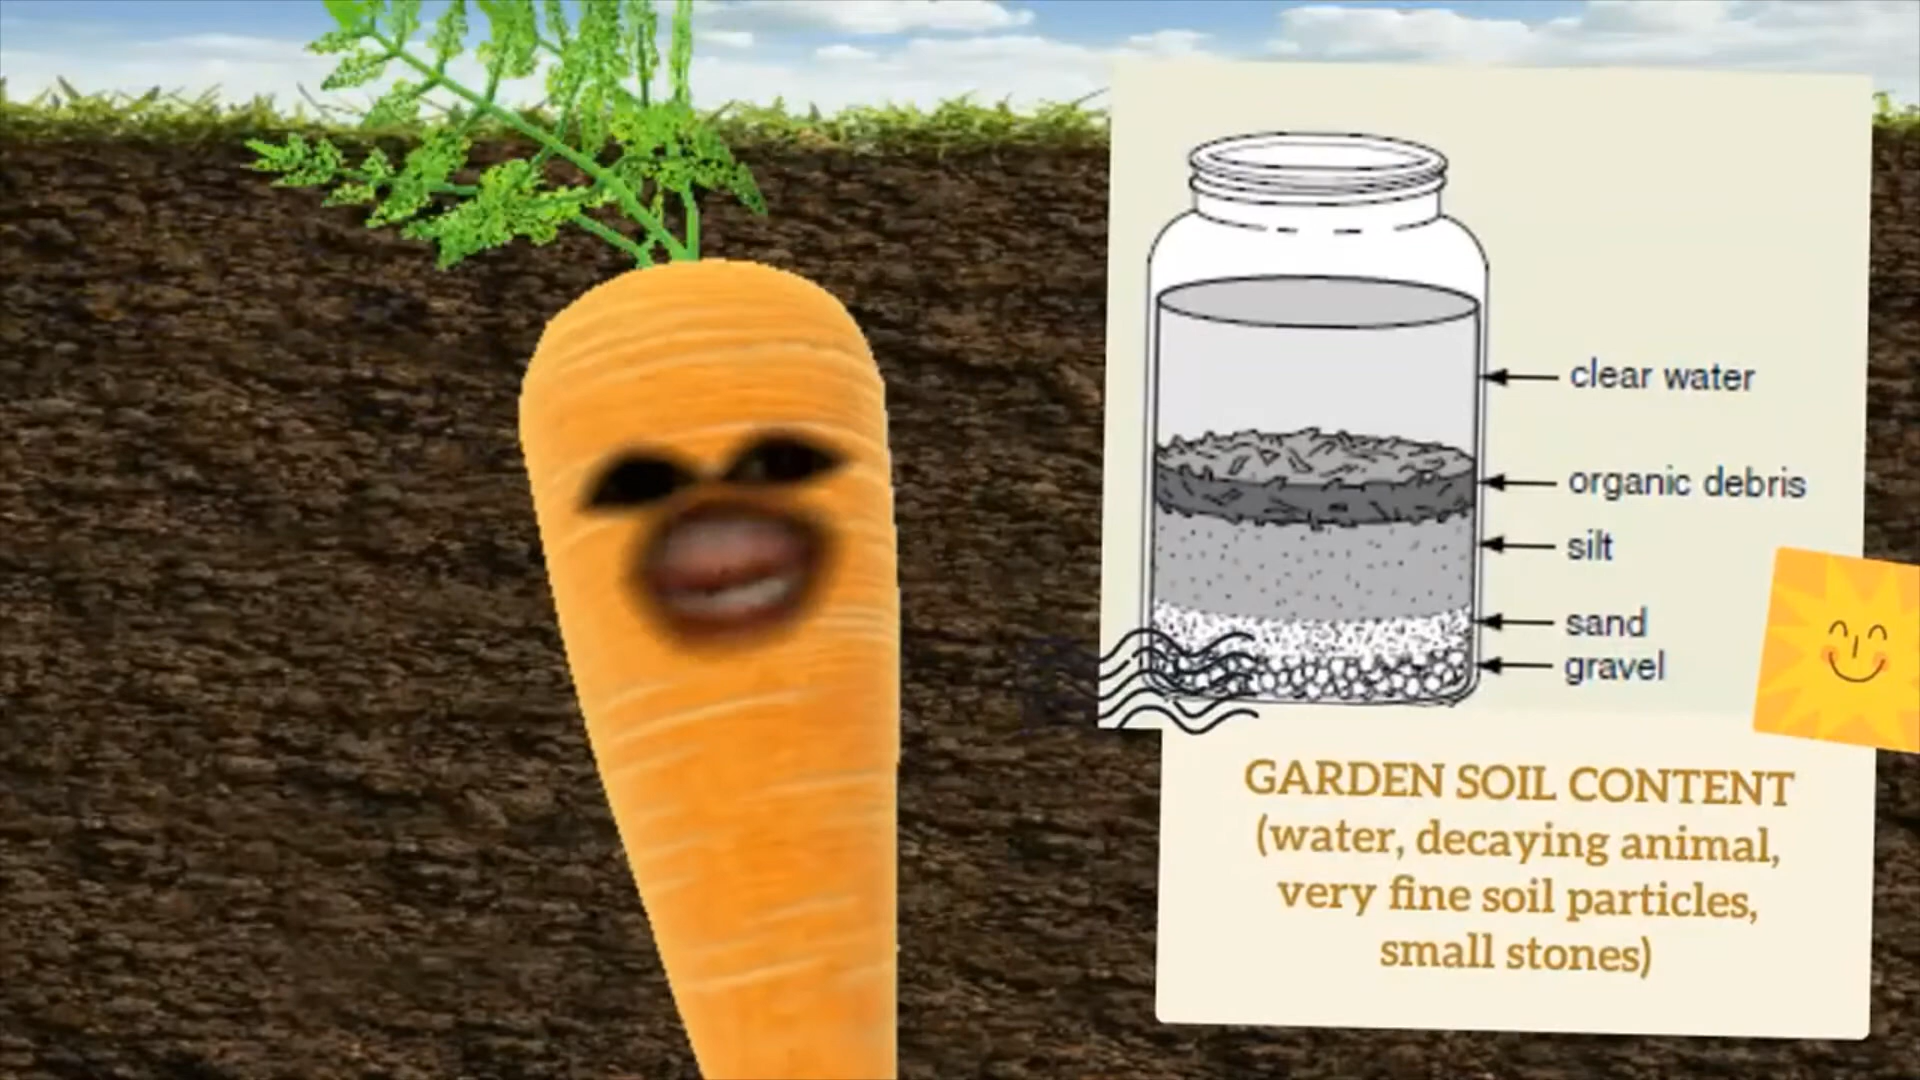 clear water
organic debris
silt
sand
gravel
GARDEN SOIL CONTENT
(water, decaying animal,
very fine soil particles,
small stones)